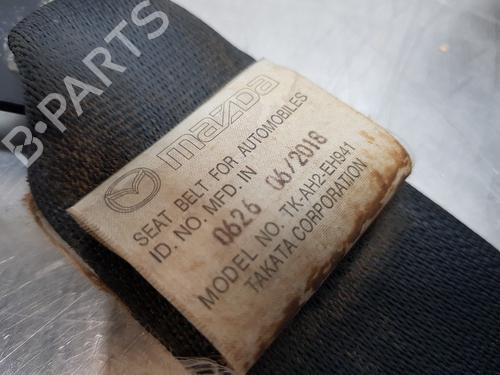 B-PARTS
mazda
SEAT BELT FOR AUTOMOBILES
ID. NO. MFD. IN
0626 06/2018
MODEL NO. TK-AH2-EH941
TAKATA CORPORATION
B-PARTS